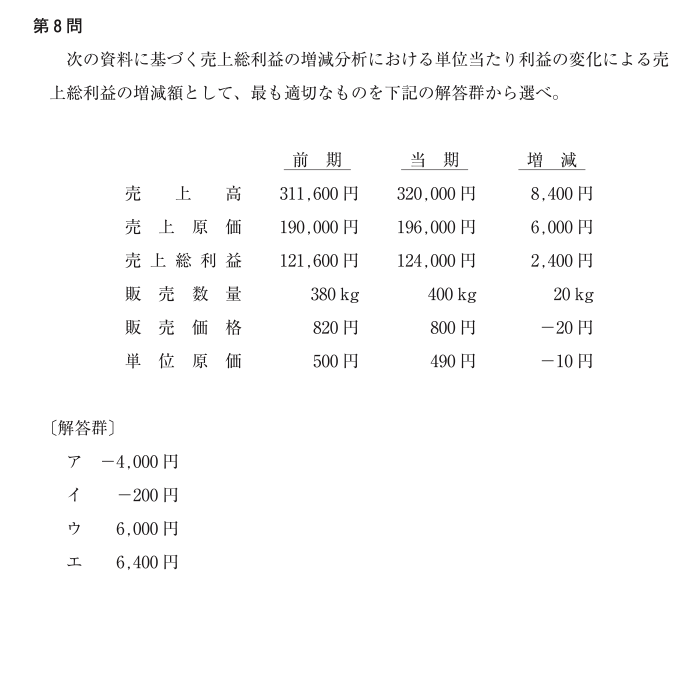 第8問
次の資料に基づく売上総利益の増減分析における単位当たり利益の変化による売
上総利益の増減額として、最も適切なものを下記の解答群から選べ。
前期 当期 増減
売上高 311,600円 320,000円 8,400円
売上原価 190,000円 196,000円 6,000円
売上総利益 121,600円 124,000円 2,400円
販売数量 380kg 400kg 20kg
販売価格 820円 800円 −20円
単位原価 500円 490円 −10円
〔解答群〕
ア −4,000円
イ −200円
ウ 6,000円
エ 6,400円